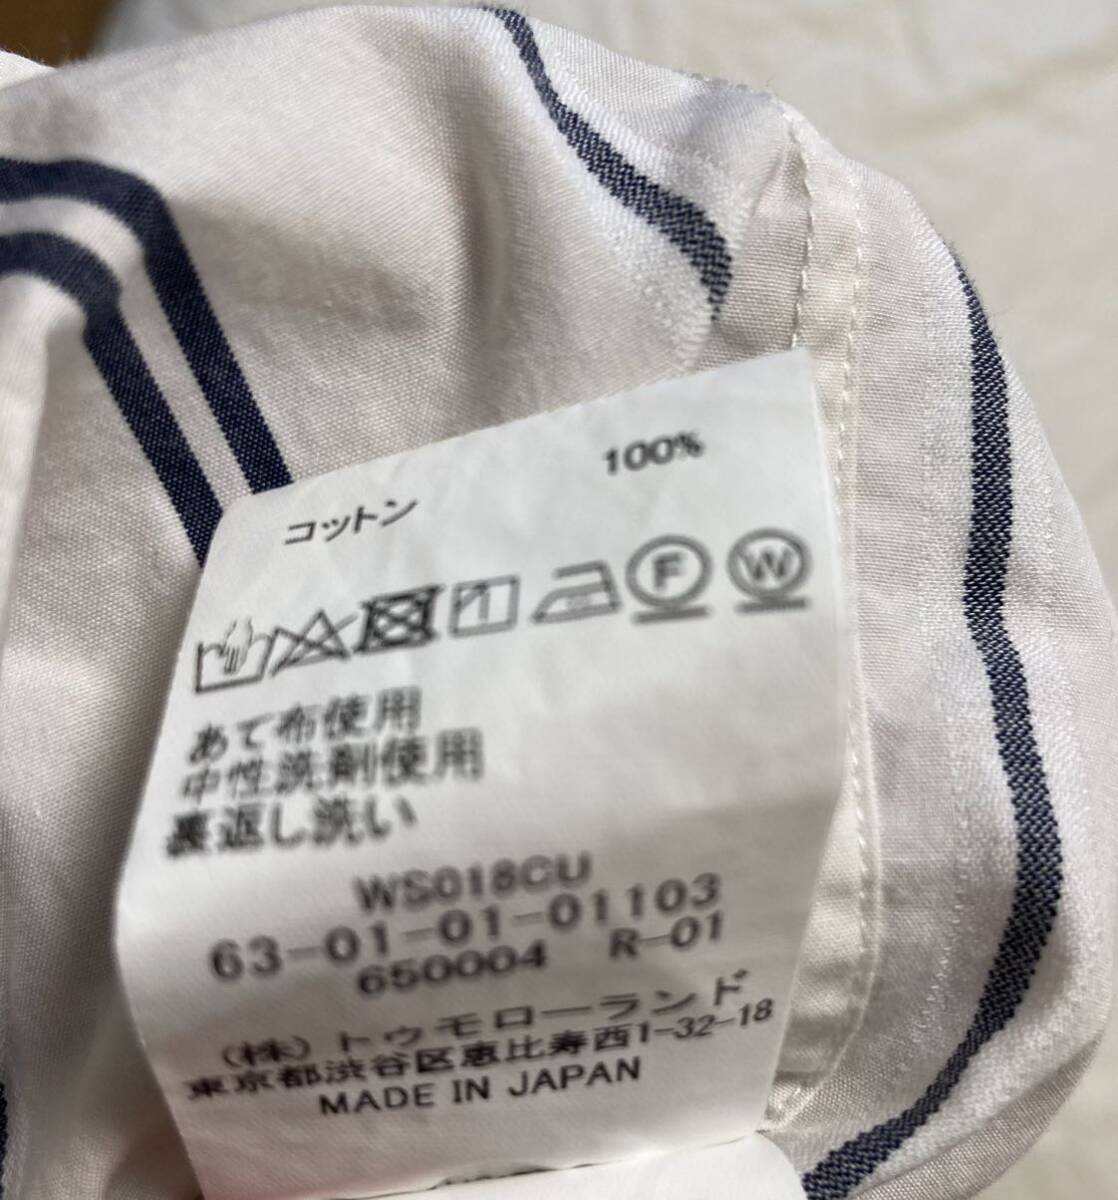 コットン 100%
F W
あて布使用
中性洗剤使用
裏返し洗い
WS018CU
63-01-01-01103
650004 R-01
(株)トゥモローランド
東京都渋谷区恵比寿西1-32-18
MADE IN JAPAN